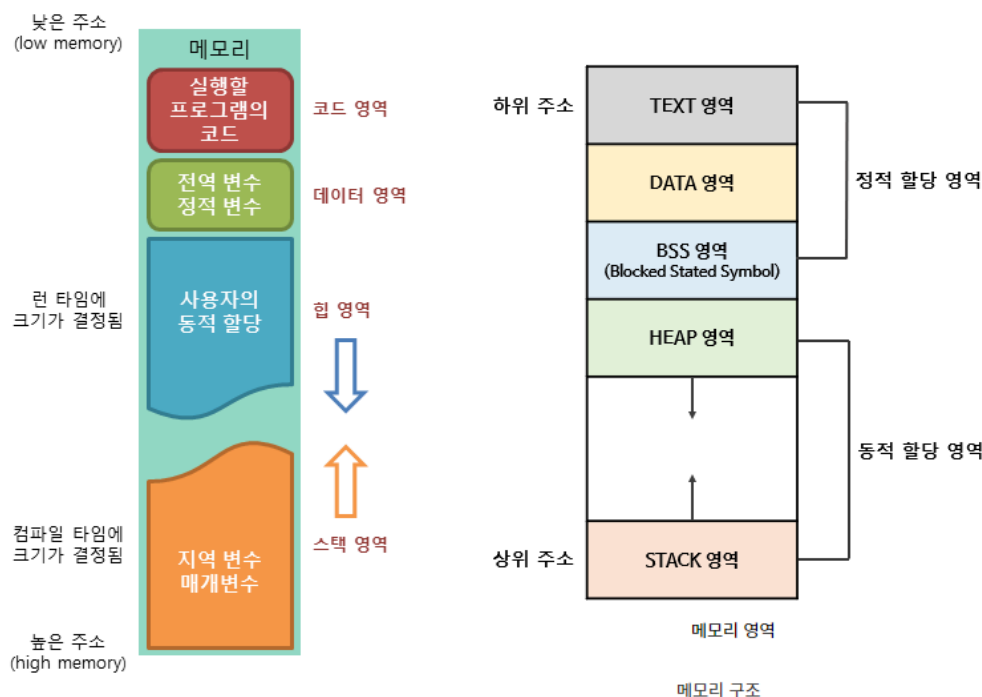 낮은 주소
(low memory)
메모리
실행할
프로그램의
코드
코드 영역
전역 변수
정적 변수
데이터 영역
런 타임에
크기가 결정됨
사용자의
동적 할당
힙 영역
컴파일 타임에
크기가 결정됨
지역 변수
매개변수
스택 영역
높은 주소
(high memory)
하위 주소
TEXT 영역
DATA 영역
정적 할당 영역
BSS 영역
(Blocked Stated Symbol)
HEAP 영역
동적 할당 영역
상위 주소
STACK 영역
메모리 영역
메모리 구조